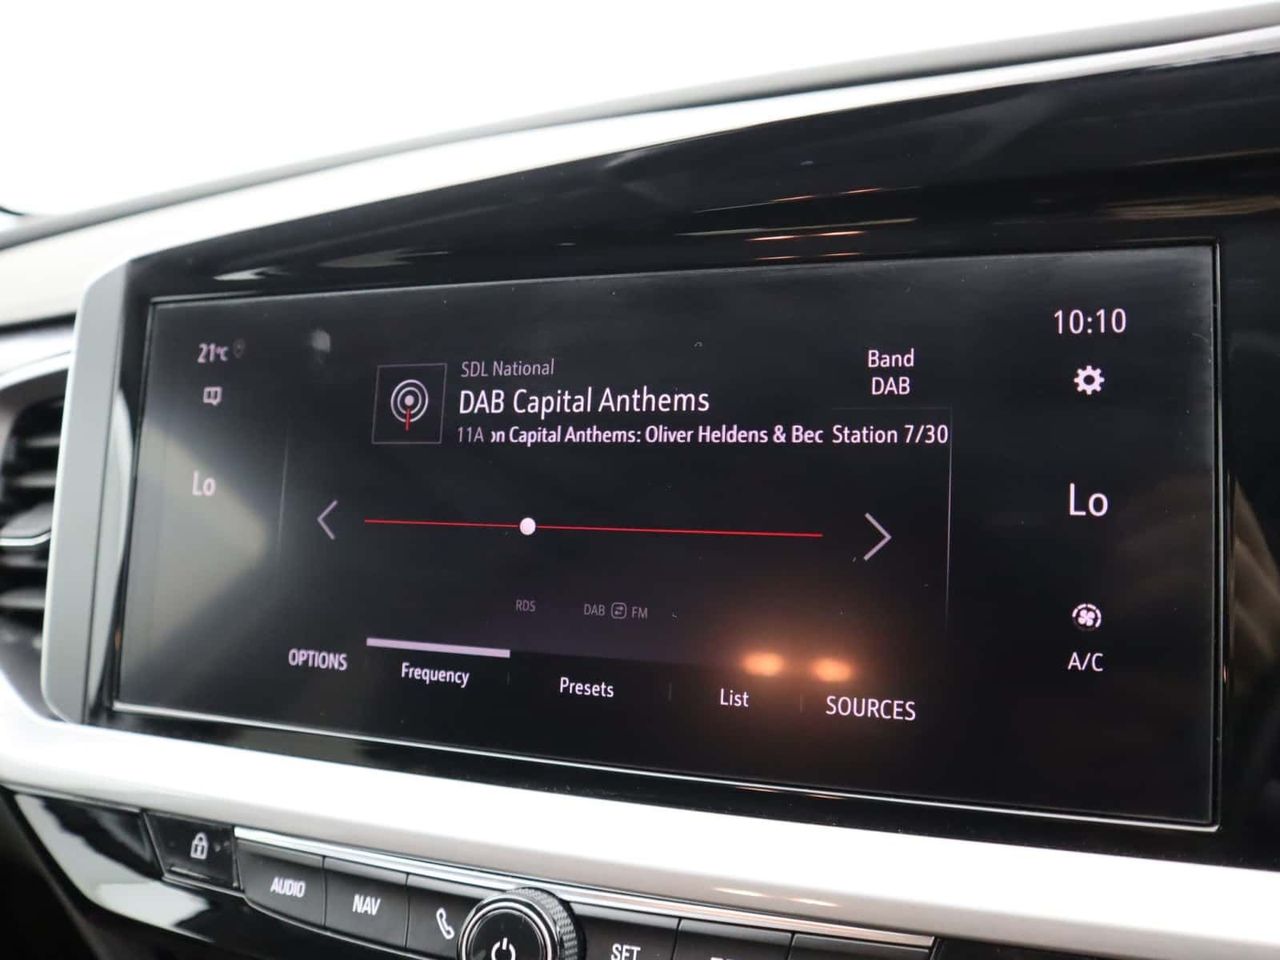 21°C
10:10
SDL National
Band
DAB Capital Anthems
DAB
11A on Capital Anthems: Oliver Heldens & Bec Station 7/30
Lo
Lo
RDS
DAB FM
OPTIONS
Frequency
Presets
List
SOURCES
A/C
AUDIO
NAV
SET